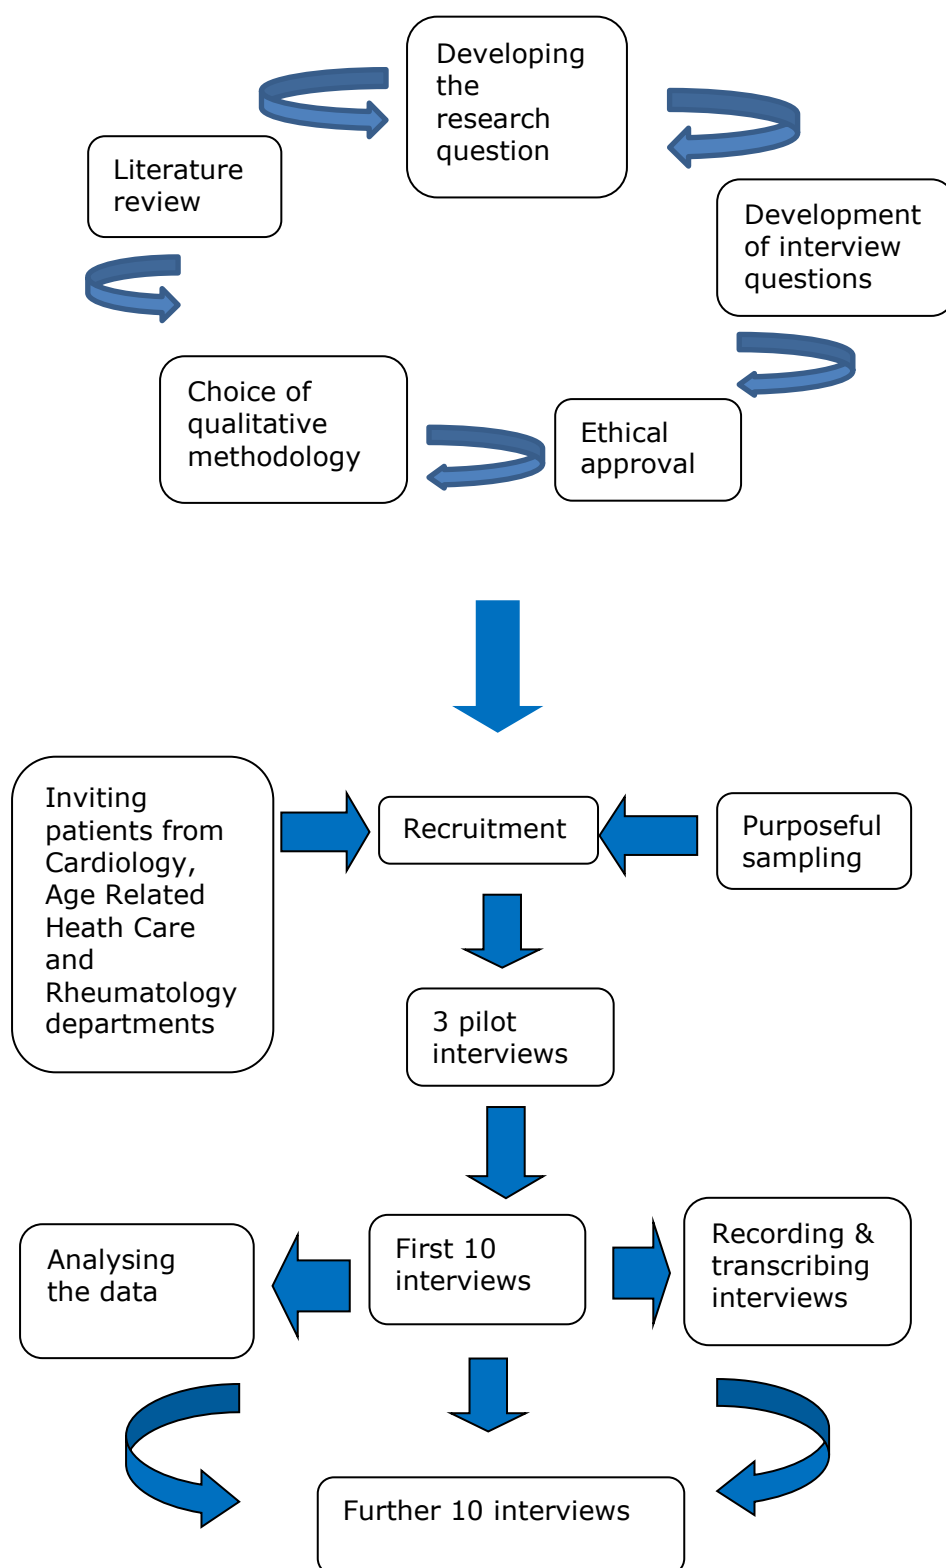 Developing
the
research
question
Literature
review
Development
of interview
questions
Choice of
qualitative
methodology
Ethical
approval
Inviting
patients from
Cardiology,
Age Related
Heath Care
and
Rheumatology
departments
Recruitment
Purposeful
sampling
3 pilot
interviews
Analysing
the data
First 10
interviews
Recording &
transcribing
interviews
Further 10 interviews